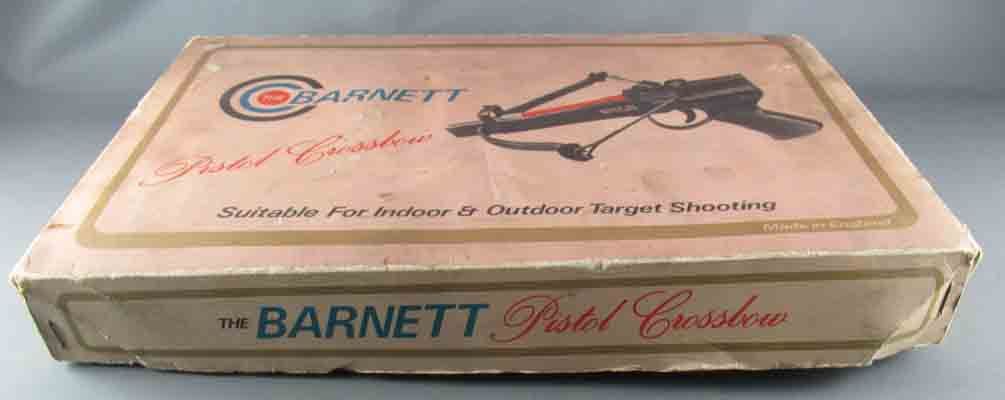 THE BARNETT
Pistol Crossbow
Suitable For Indoor & Outdoor Target Shooting
Made in England
THE BARNETT Pistol Crossbow